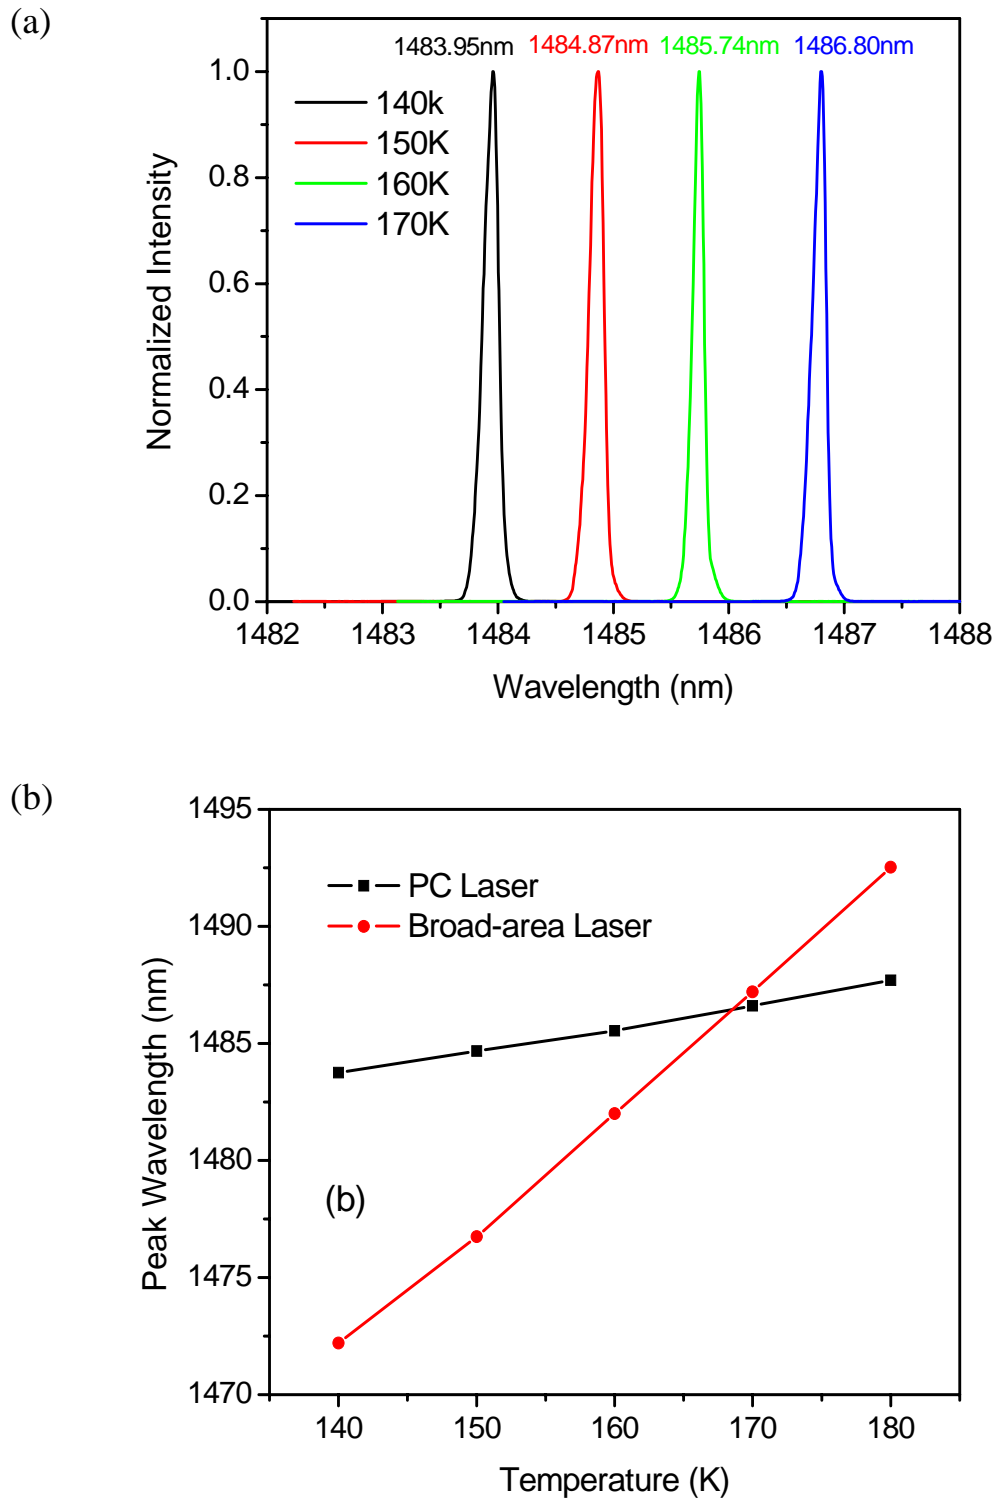 (a)
1483.95nm 1484.87nm 1485.74nm 1486.80nm
1.0
0.8
0.6
0.4
0.2
0.0
Normalized Intensity
140k
150K
160K
170K
1482 1483 1484 1485 1486 1487 1488
Wavelength (nm)
(b)
1495
1490
1485
1480
1475
1470
Peak Wavelength (nm)
PC Laser
Broad-area Laser
(b)
140 150 160 170 180
Temperature (K)